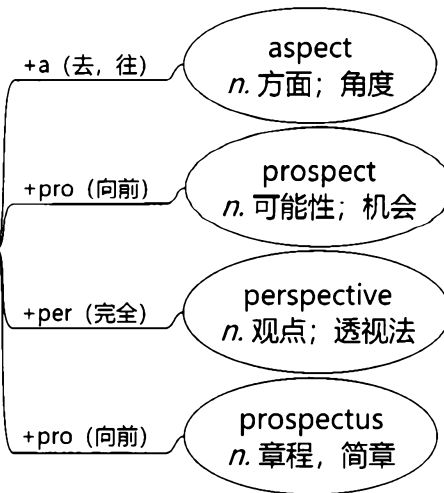 +a（去，往）
aspect
n. 方面；角度
+pro（向前）
prospect
n. 可能性；机会
+per（完全）
perspective
n. 观点；透视法
+pro（向前）
prospectus
n. 章程，简章